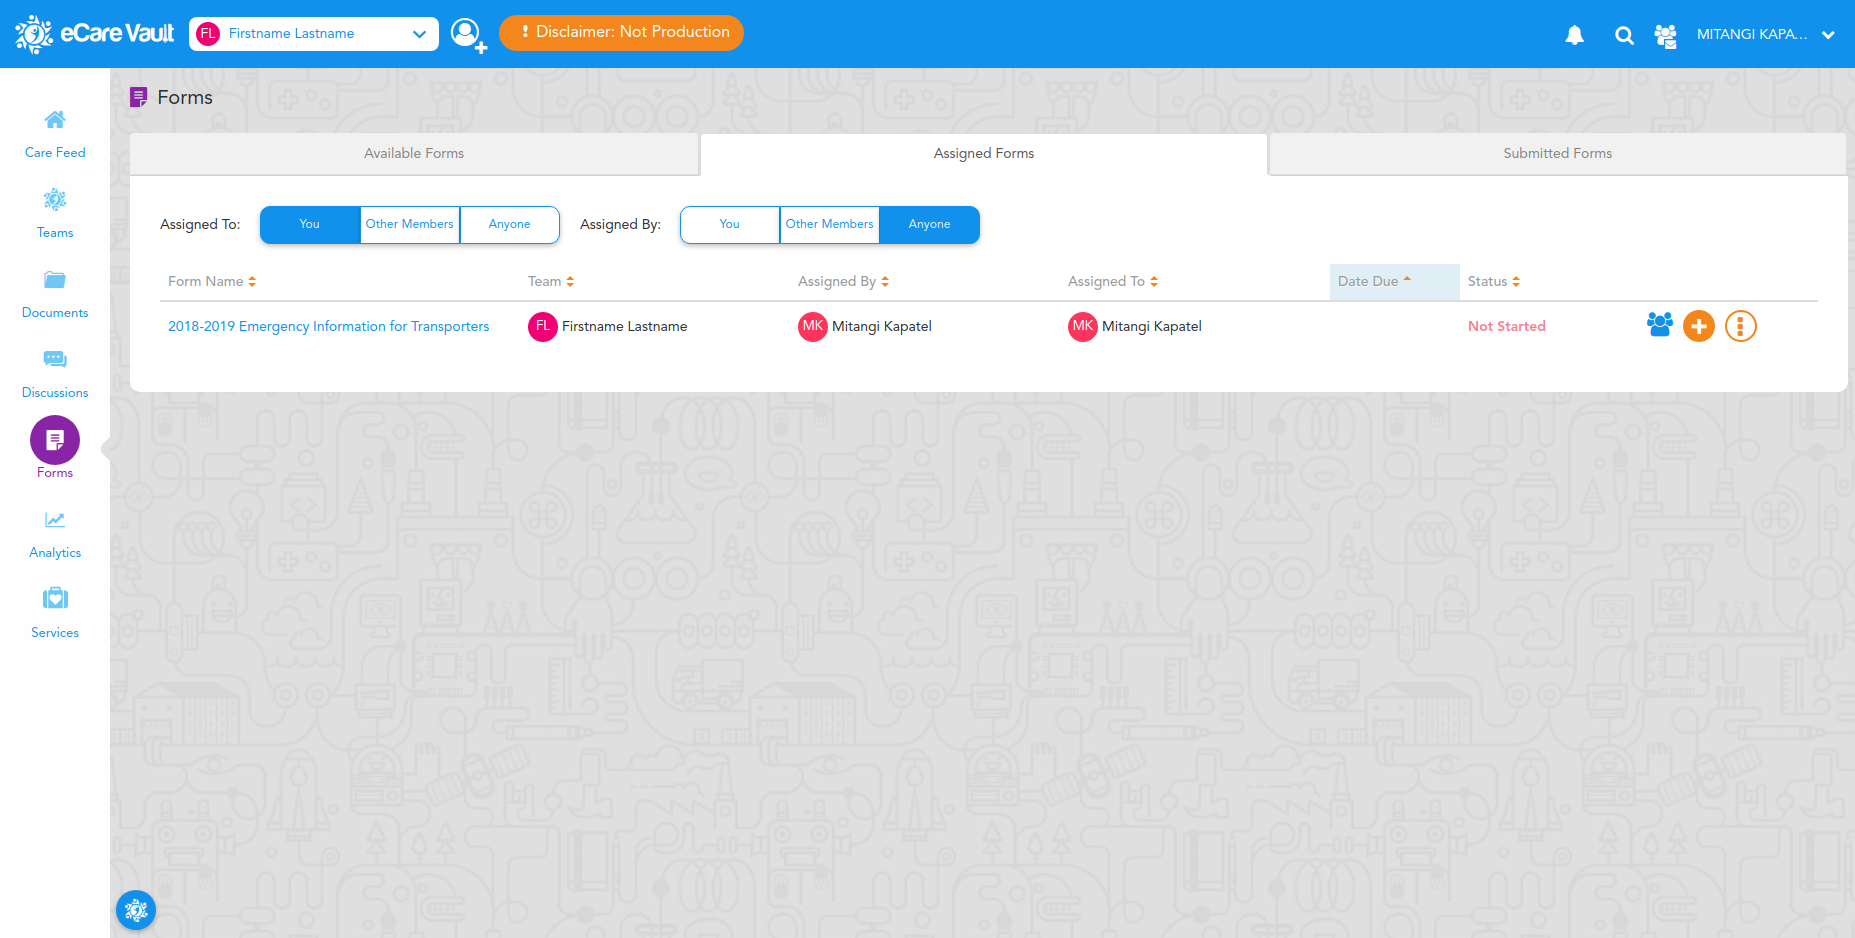 eCare Vault
FL Firstname Lastname
! Disclaimer: Not Production
MITANGI KAPA...
Forms
Care Feed
Teams
Documents
Discussions
Forms
Analytics
Services
Available Forms
Assigned Forms
Submitted Forms
Assigned To: You Other Members Anyone Assigned By: You Other Members Anyone
Form Name Team Assigned By Assigned To Date Due Status
2018-2019 Emergency Information for Transporters FL Firstname Lastname MK Mitangi Kapatel MK Mitangi Kapatel Not Started